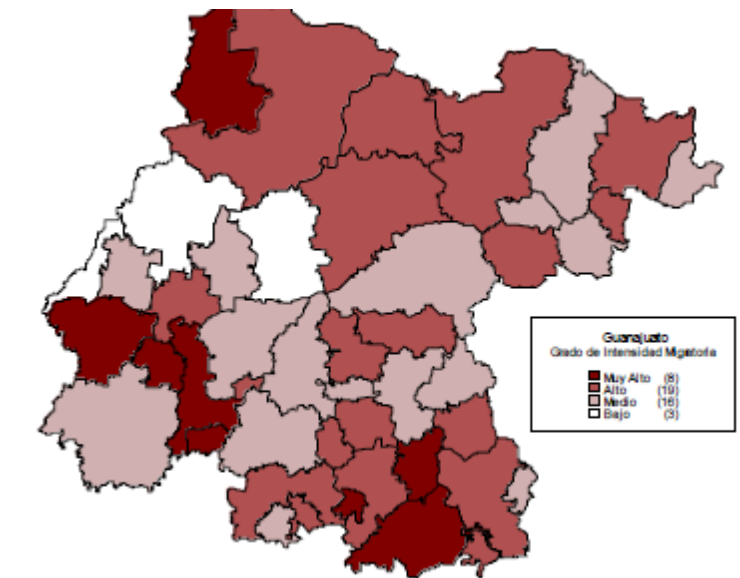 Guanajuato
Grado de Intensidad Migratoria
Muy Alto (8)
Alto (19)
Medio (16)
Bajo (3)